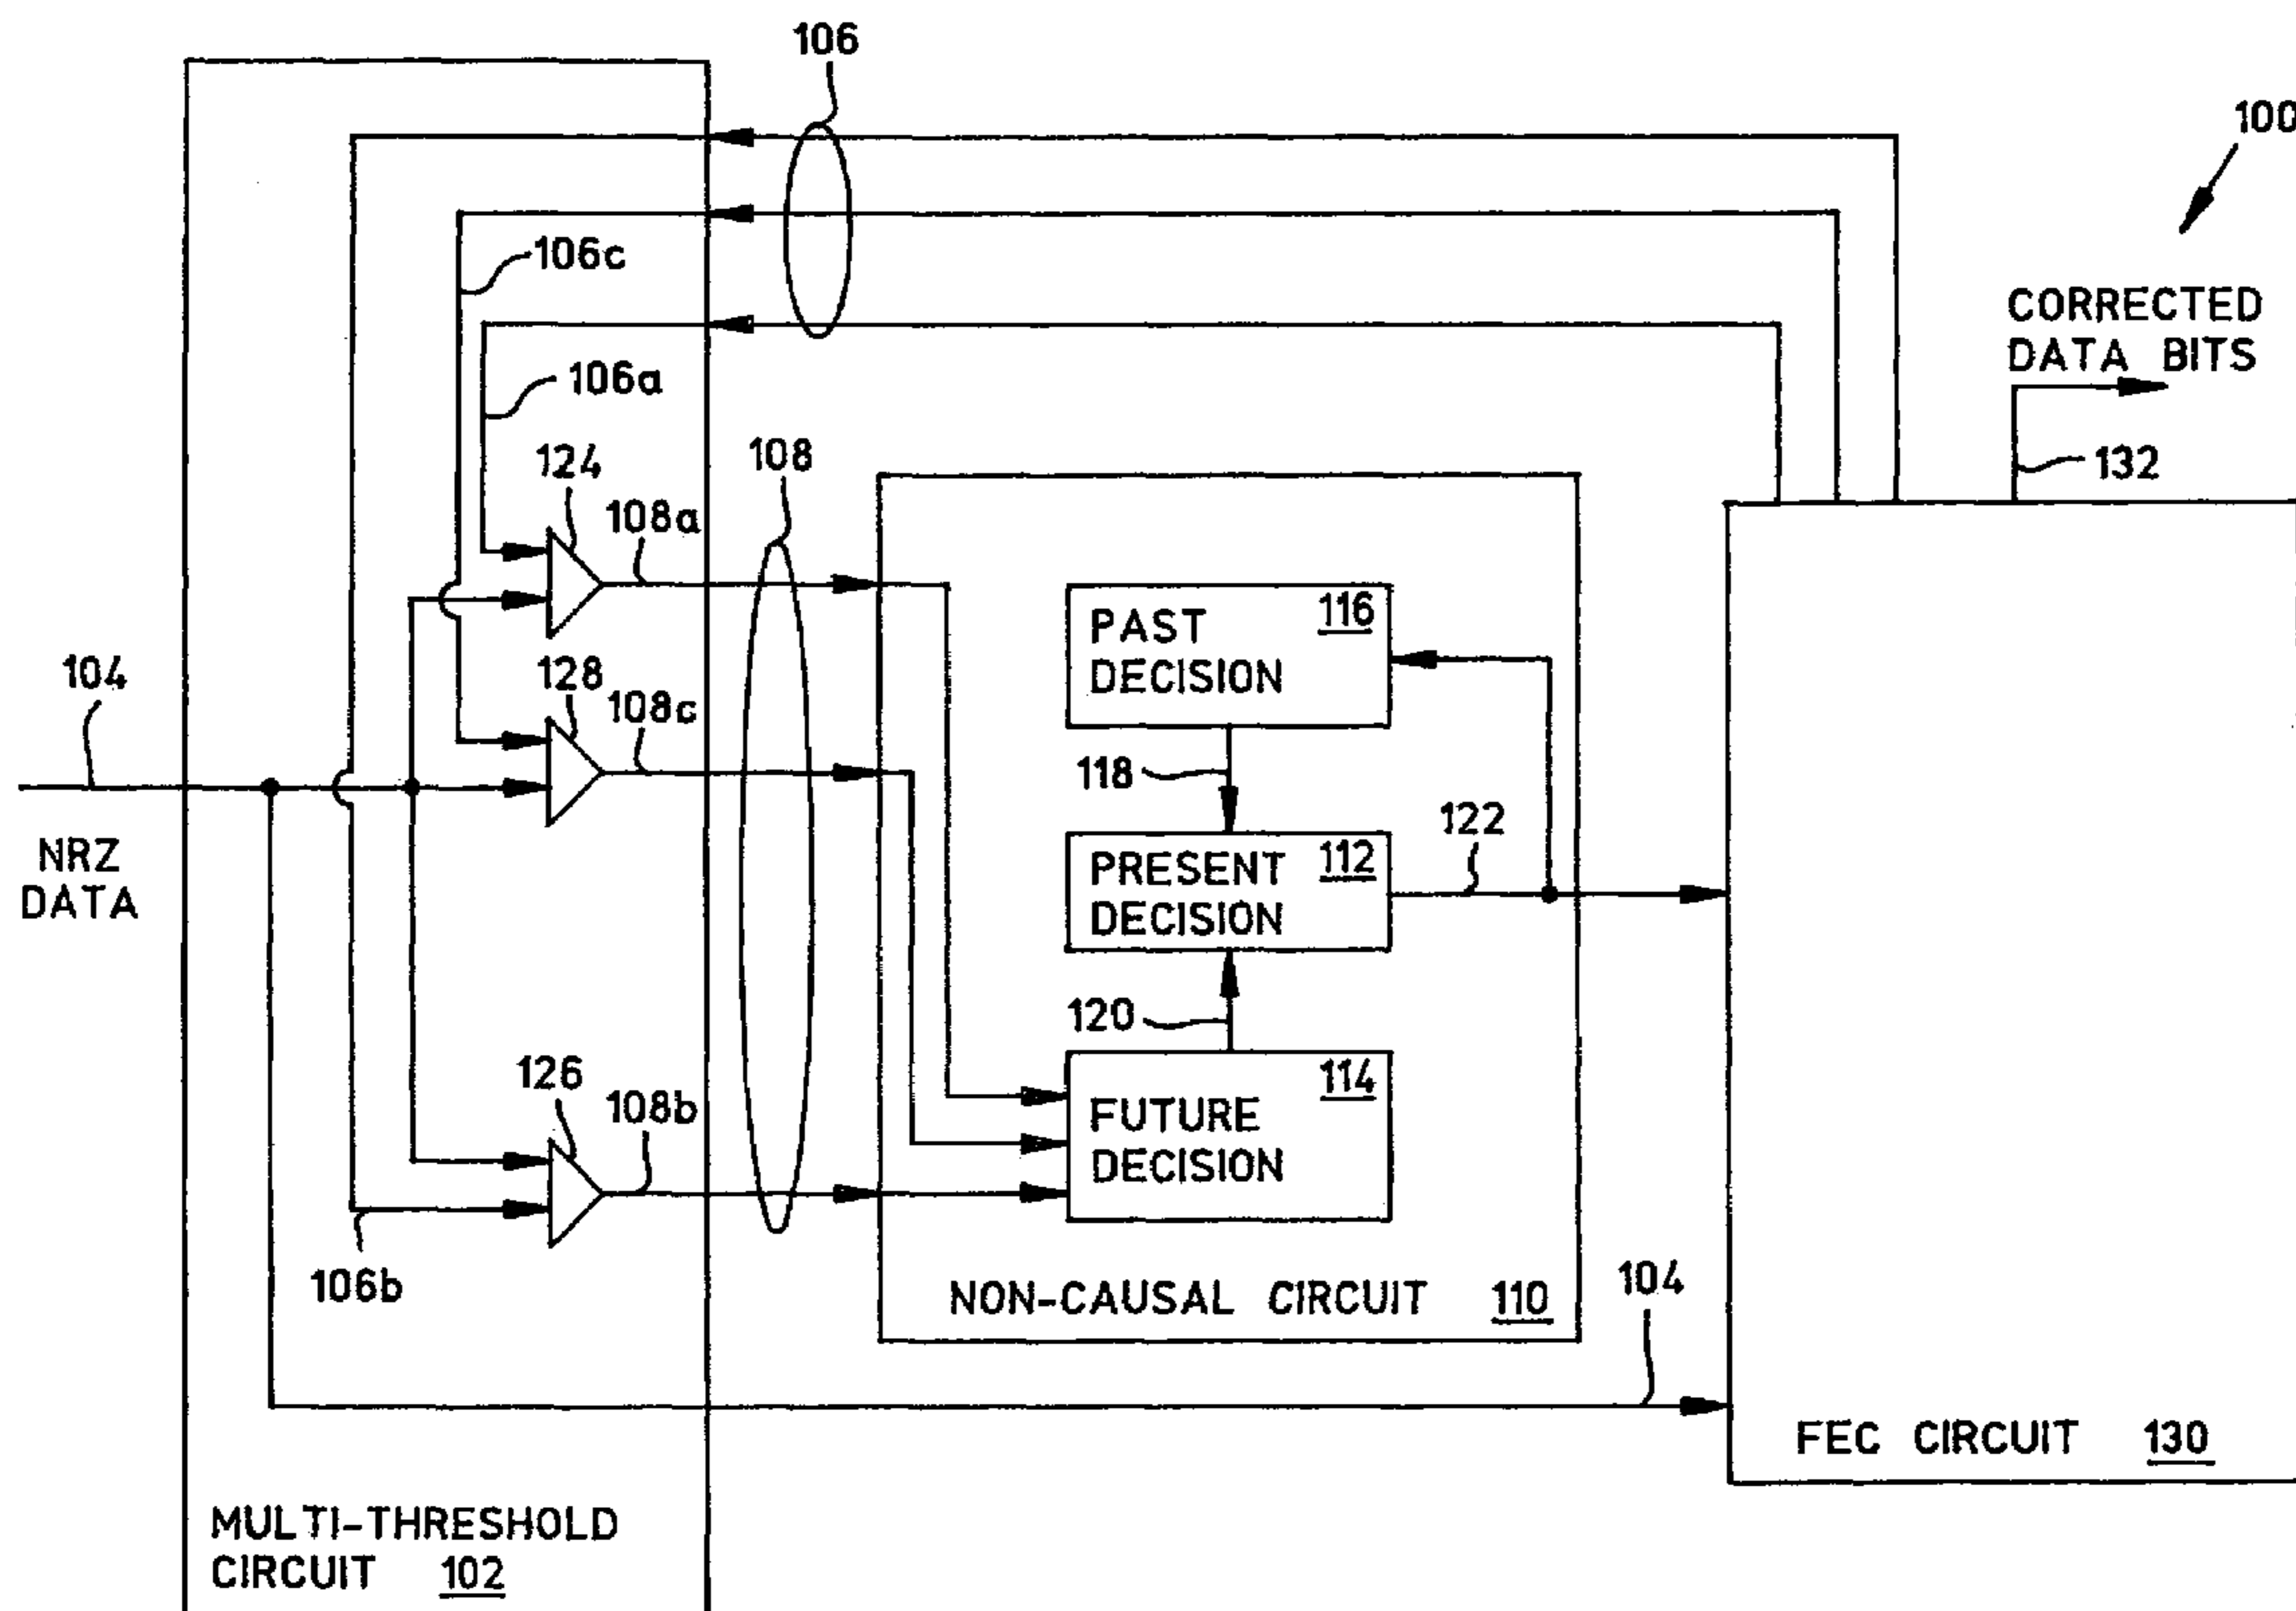 106
100
106c
CORRECTED
DATA BITS
106a
124
108
132
108a
PAST
DECISION 116
104
128
108c
118
122
NRZ
DATA
PRESENT
DECISION 112
120
126
108b
FUTURE
DECISION 114
106b
NON-CAUSAL CIRCUIT 110
104
FEC CIRCUIT 130
MULTI-THRESHOLD
CIRCUIT 102